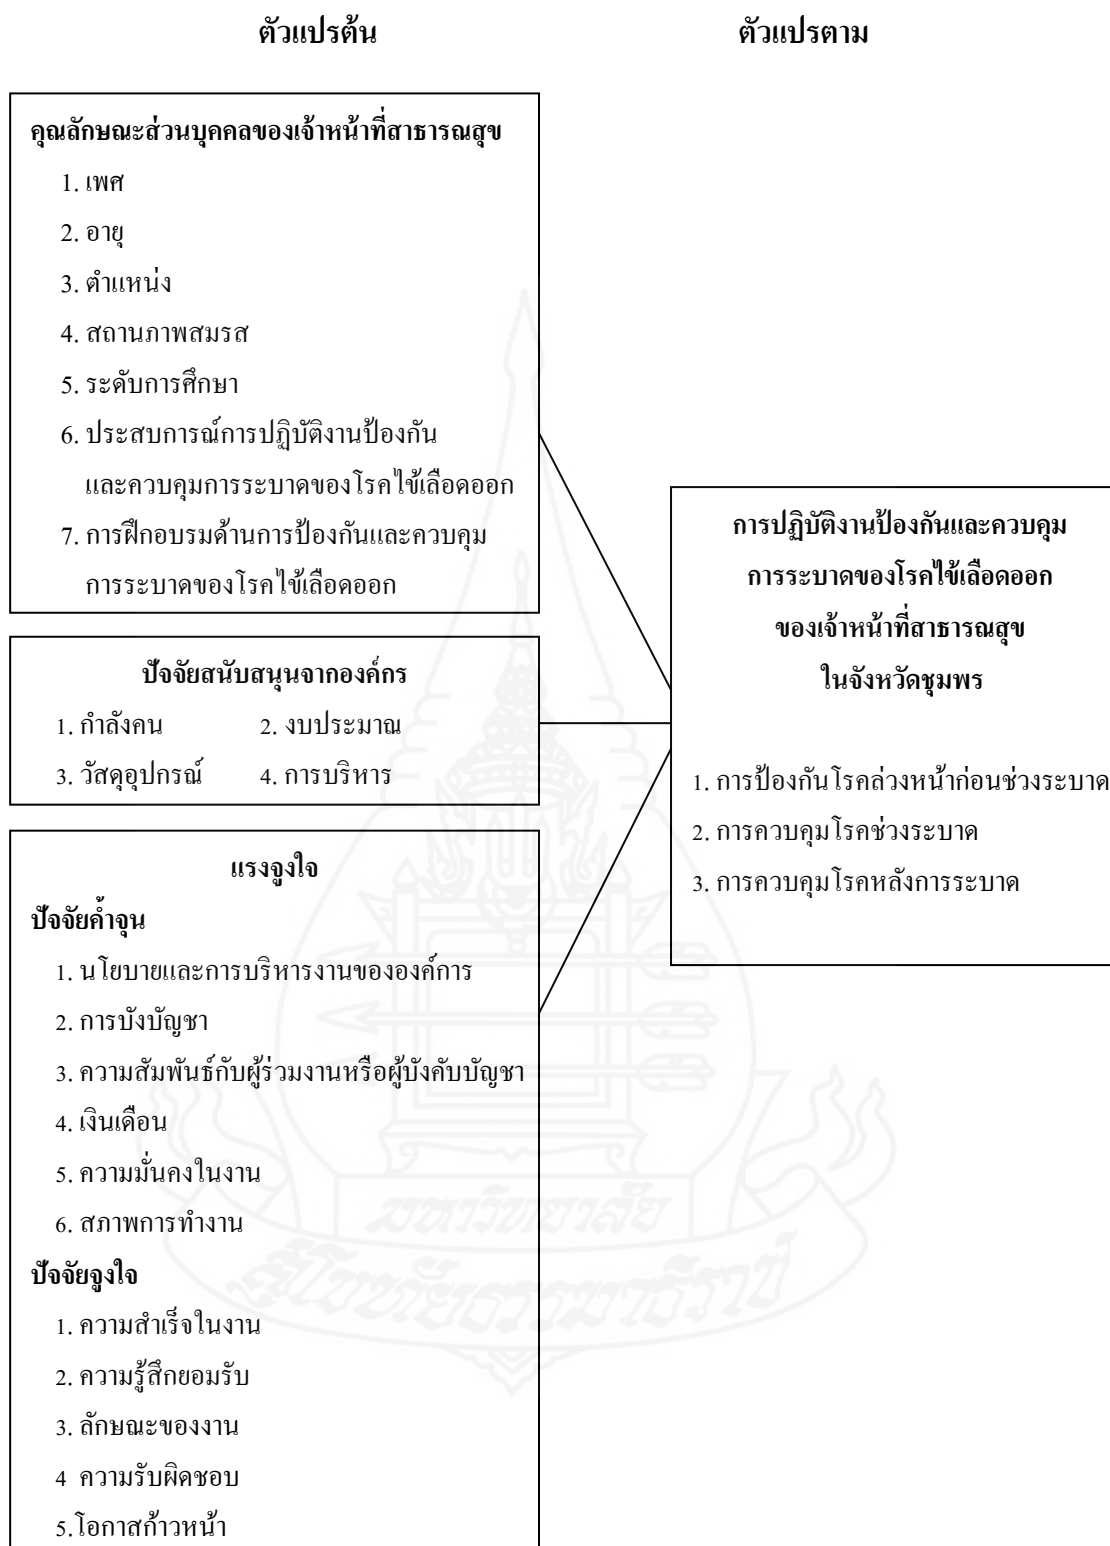 ตัวแปรต้น
ตัวแปรตาม
คุณลักษณะส่วนบุคคลของเจ้าหน้าที่สาธารณสุข
1. เพศ
2. อายุ
3. ตำแหน่ง
4. สถานภาพสมรส
5. ระดับการศึกษา
6. ประสบการณ์การปฏิบัติงานป้องกัน
และควบคุมการระบาดของโรคไข้เลือดออก
7. การฝึกอบรมด้านการป้องกันและควบคุม
การระบาดของโรคไข้เลือดออก
ปัจจัยสนับสนุนจากองค์กร
1. กำลังคน 2. งบประมาณ
3. วัสดุอุปกรณ์ 4. การบริหาร
แรงจูงใจ
ปัจจัยค้ำจุน
1. นโยบายและการบริหารงานขององค์การ
2. การบังบัญชา
3. ความสัมพันธ์กับผู้ร่วมงานหรือผู้บังคับบัญชา
4. เงินเดือน
5. ความมั่นคงในงาน
6. สภาพการทำงาน
ปัจจัยจูงใจ
1. ความสำเร็จในงาน
2. ความรู้สึกยอมรับ
3. ลักษณะของงาน
4 ความรับผิดชอบ
5.โอกาสก้าวหน้า
การปฏิบัติงานป้องกันและควบคุม
การระบาดของโรคไข้เลือดออก
ของเจ้าหน้าที่สาธารณสุข
ในจังหวัดชุมพร
1. การป้องกันโรคล่วงหน้าก่อนช่วงระบาด
2. การควบคุมโรคช่วงระบาด
3. การควบคุมโรคหลังการระบาด
มหาวิทยาลัย
สุโขทัยธรรมาธิราช